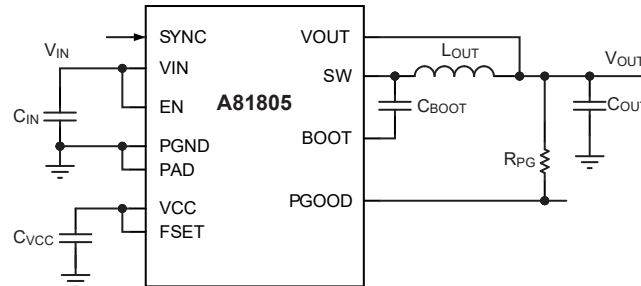 SYNC
VOUT
LOUT
VOUT
VIN
VIN
SW
A81805
COUT
EN
CBOOT
CIN
PGND
BOOT
PAD
RPG
VCC
PGOOD
CVCC
FSET